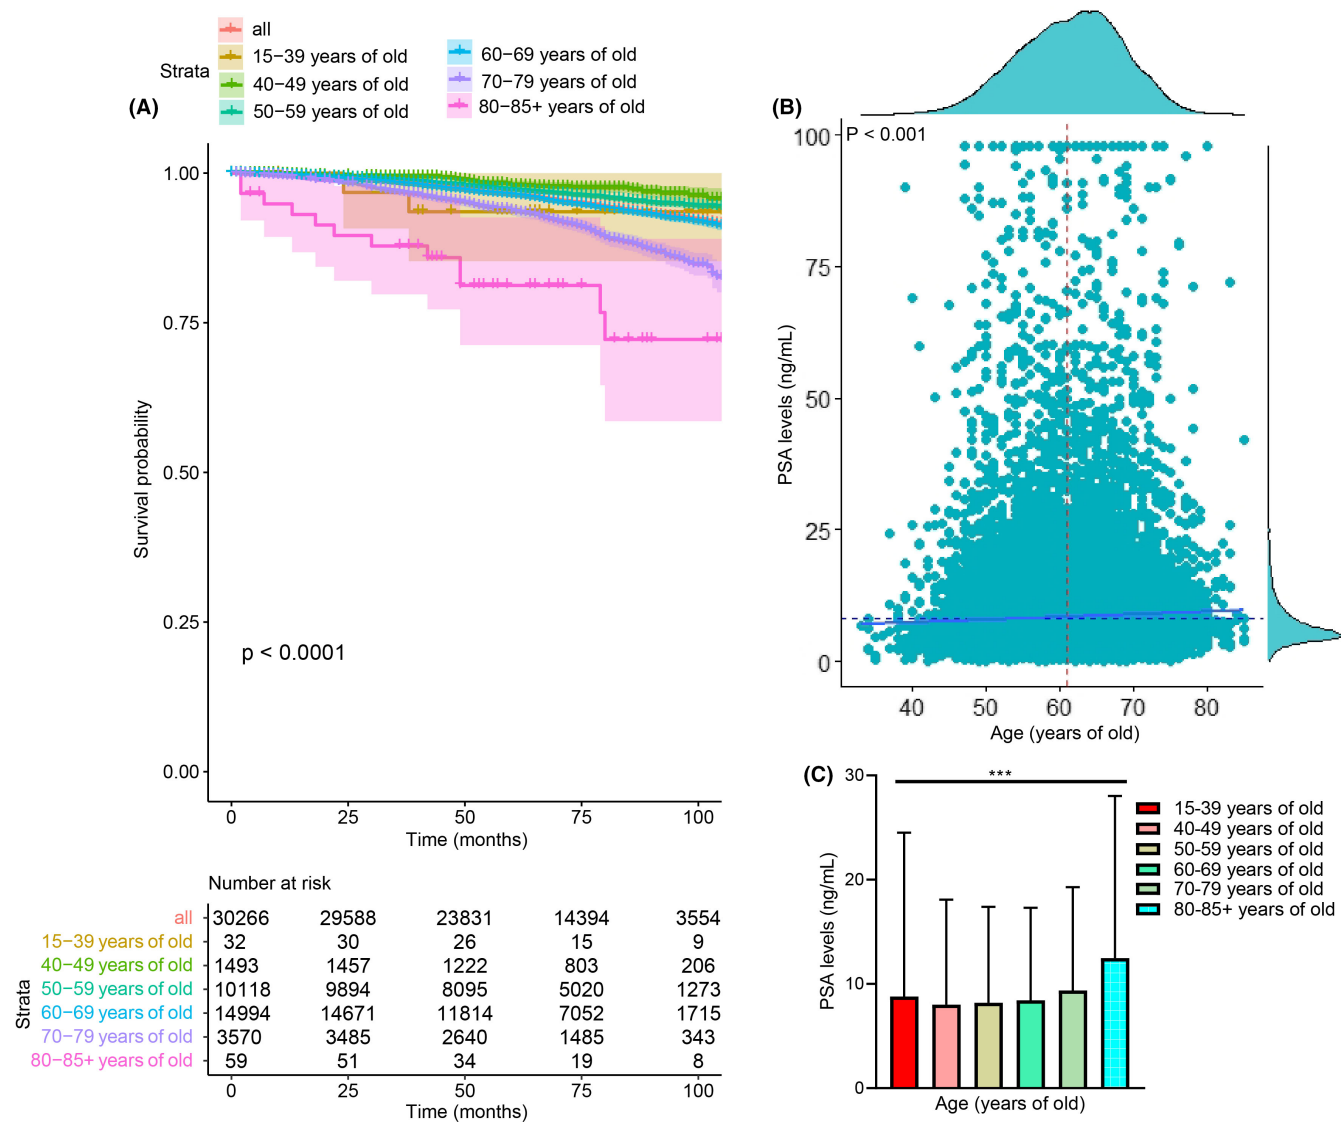 Strata
all
15−39 years of old
40−49 years of old
50−59 years of old
60−69 years of old
70−79 years of old
80−85+ years of old
(A)
Survival probability
1.00
0.75
0.50
0.25
0.00
p < 0.0001
0 25 50 75 100
Time (months)
Number at risk
Strata
all 30266 29588 23831 14394 3554
15−39 years of old 32 30 26 15 9
40−49 years of old 1493 1457 1222 803 206
50−59 years of old 10118 9894 8095 5020 1273
60−69 years of old 14994 14671 11814 7052 1715
70−79 years of old 3570 3485 2640 1485 343
80−85+ years of old 59 51 34 19 8
0 25 50 75 100
Time (months)
(B)
P < 0.001
PSA levels (ng/mL)
100
75
50
25
0
40 50 60 70 80
Age (years of old)
(C)
***
PSA levels (ng/mL)
30
20
10
0
Age (years of old)
15-39 years of old
40-49 years of old
50-59 years of old
60-69 years of old
70-79 years of old
80-85+ years of old